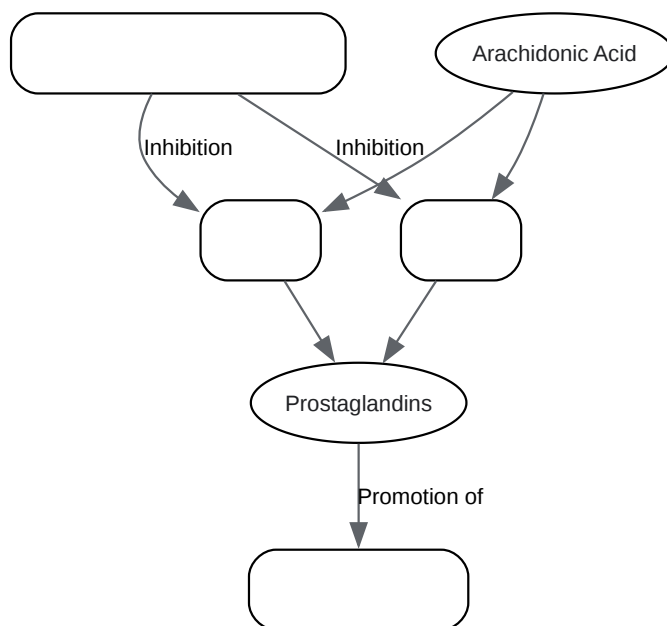 Arachidonic Acid
Inhibition
Inhibition
Prostaglandins
Promotion of